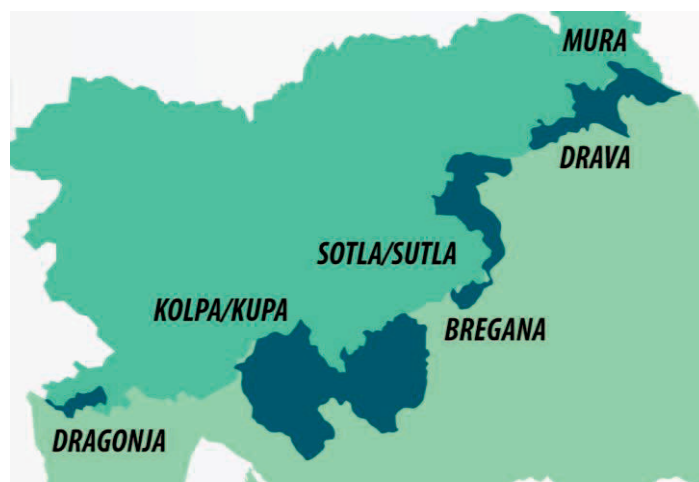 MURA
DRAVA
SOTLA/SUTLA
KOLPA/KUPA
BREGANA
DRAGONJA